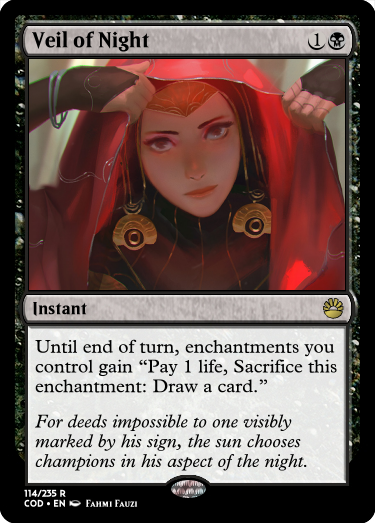 Veil of Night 1
Instant
Until end of turn, enchantments you
control gain “Pay 1 life, Sacrifice this
enchantment: Draw a card.”
For deeds impossible to one visibly
marked by his sign, the sun chooses
champions in his aspect of the night.
114/235 R
COD • EN Fahmi Fauzi